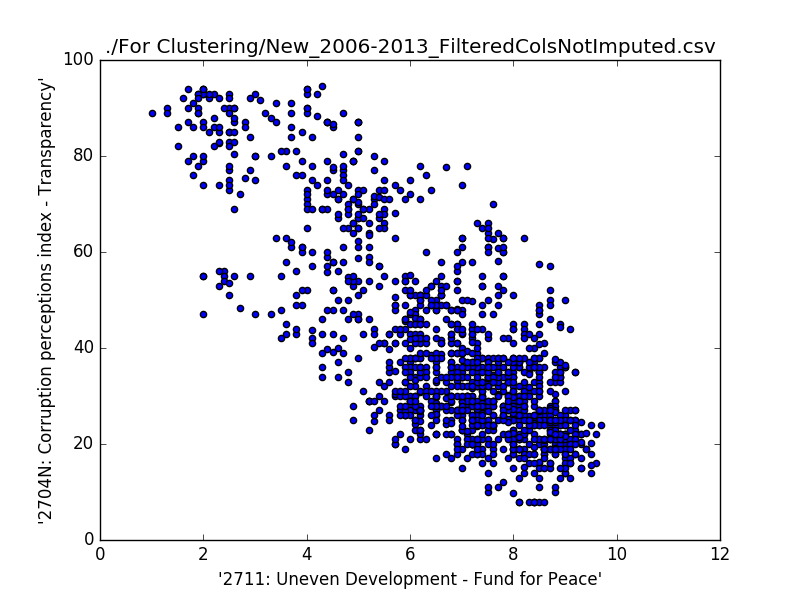 ./For Clustering/New_2006-2013_FilteredColsNotImputed.csv
100
80
60
40
20
0
'2704N: Corruption perceptions index - Transparency'
0 2 4 6 8 10 12
'2711: Uneven Development - Fund for Peace'